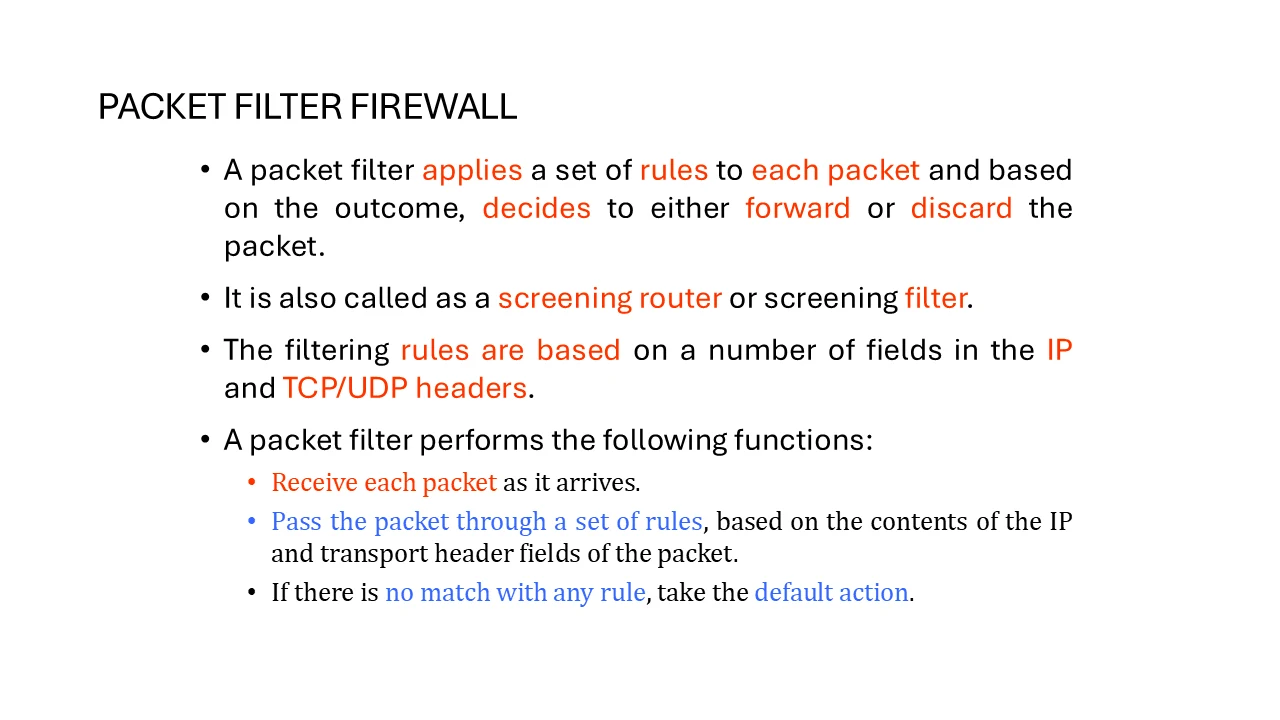 PACKET FILTER FIREWALL
• A packet filter applies a set of rules to each packet and based
on the outcome, decides to either forward or discard the
packet.
• It is also called as a screening router or screening filter.
• The filtering rules are based on a number of fields in the IP
and TCP/UDP headers.
• A packet filter performs the following functions:
• Receive each packet as it arrives.
• Pass the packet through a set of rules, based on the contents of the IP
and transport header fields of the packet.
• If there is no match with any rule, take the default action.